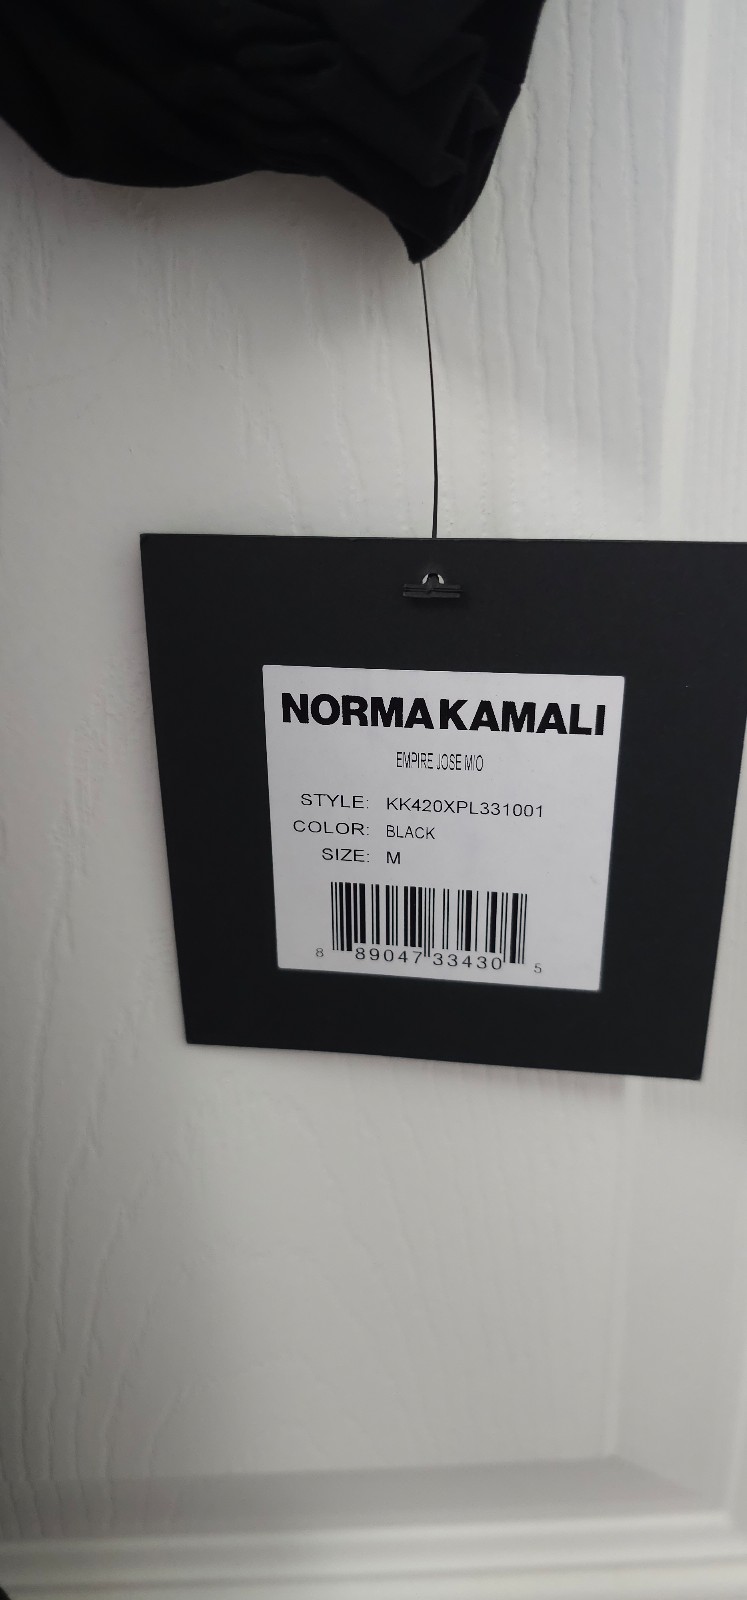 NORMA KAMALI
EMPIRE JOSE MIO
STYLE: KK420XPL331001
COLOR: BLACK
SIZE: M
8 89047 33430 5